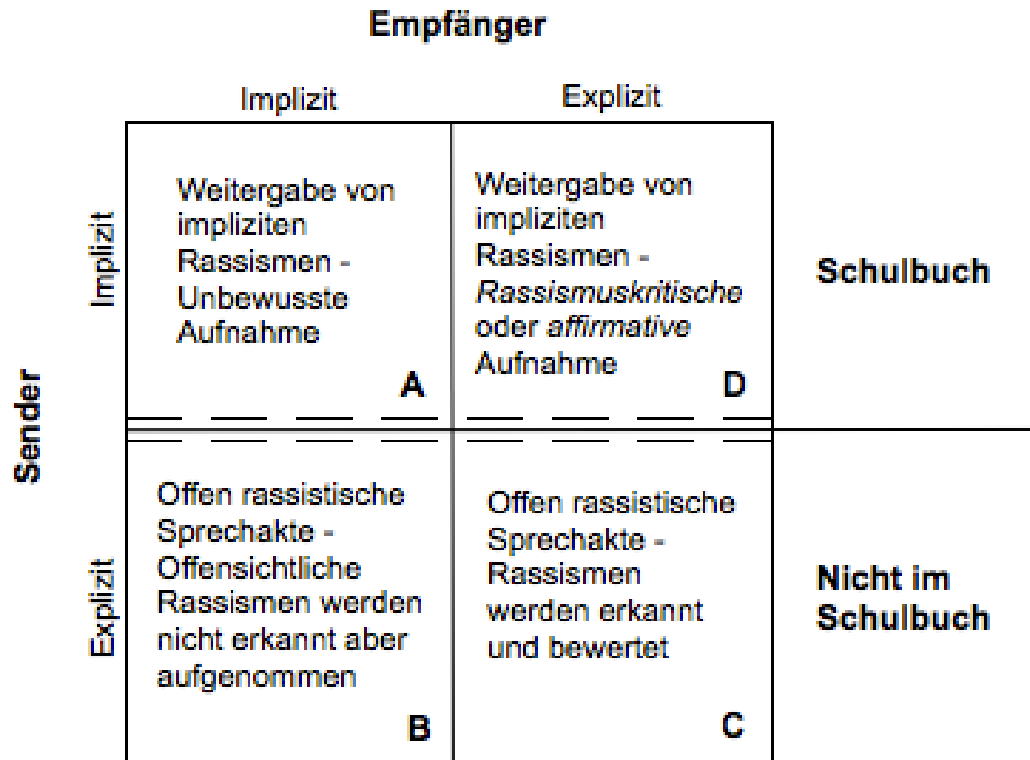 Empfänger
Implizit
Explizit
Sender
Implizit
Weitergabe von
impliziten
Rassismen -
Unbewusste
Aufnahme
A
Weitergabe von
impliziten
Rassismen -
Rassismuskritische
oder affirmative
Aufnahme
D
Schulbuch
Explizit
Offen rassistische
Sprechakte -
Offensichtliche
Rassismen werden
nicht erkannt aber
aufgenommen
B
Offen rassistische
Sprechakte -
Rassismen
werden erkannt
und bewertet
C
Nicht im
Schulbuch